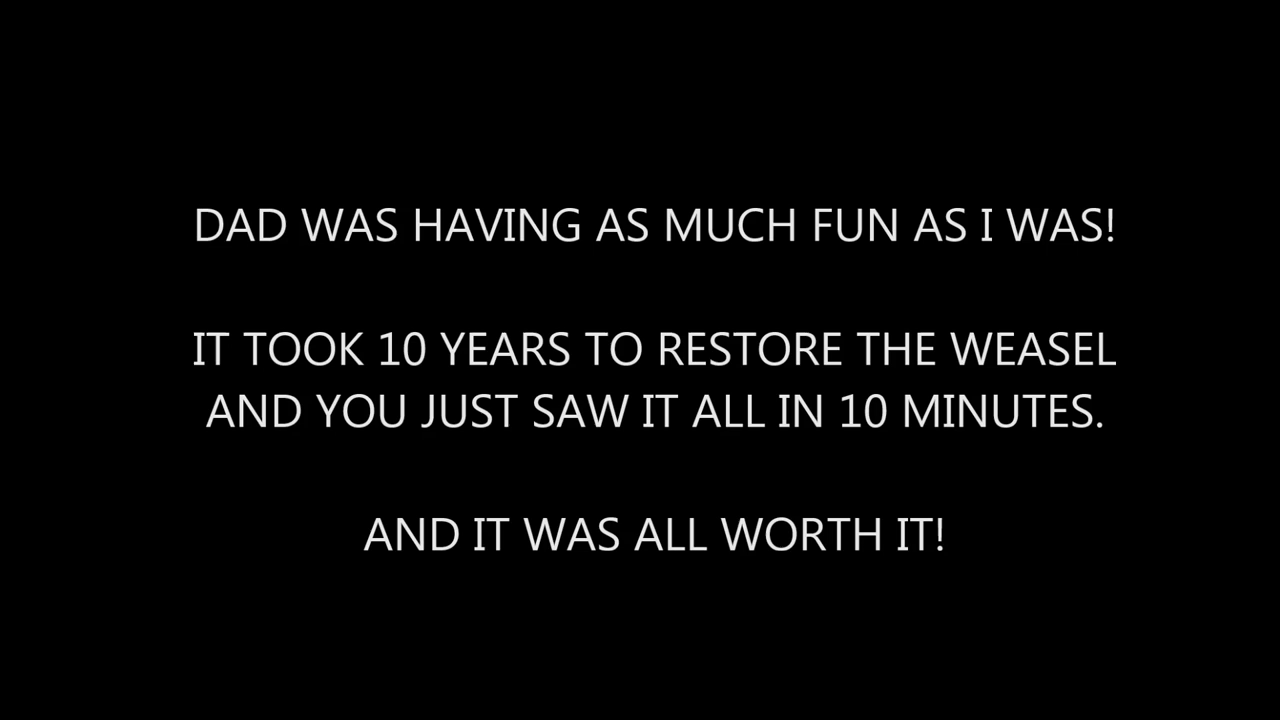 DAD WAS HAVING AS MUCH FUN AS I WAS!
IT TOOK 10 YEARS TO RESTORE THE WEASEL
AND YOU JUST SAW IT ALL IN 10 MINUTES.
AND IT WAS ALL WORTH IT!